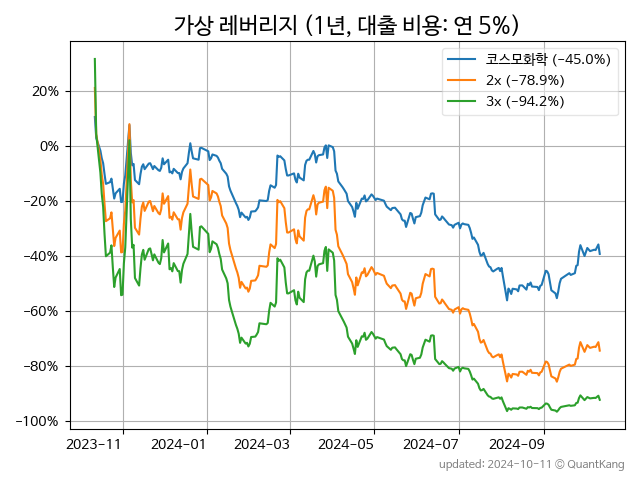 가상 레버리지 (1년, 대출 비용: 연 5%)
코스모화학 (−45.0%)
2x (−78.9%)
3x (−94.2%)
20%
0%
−20%
−40%
−60%
−80%
−100%
2023-11 2024-01 2024-03 2024-05 2024-07 2024-09
updated: 2024-10-11 © QuantKang